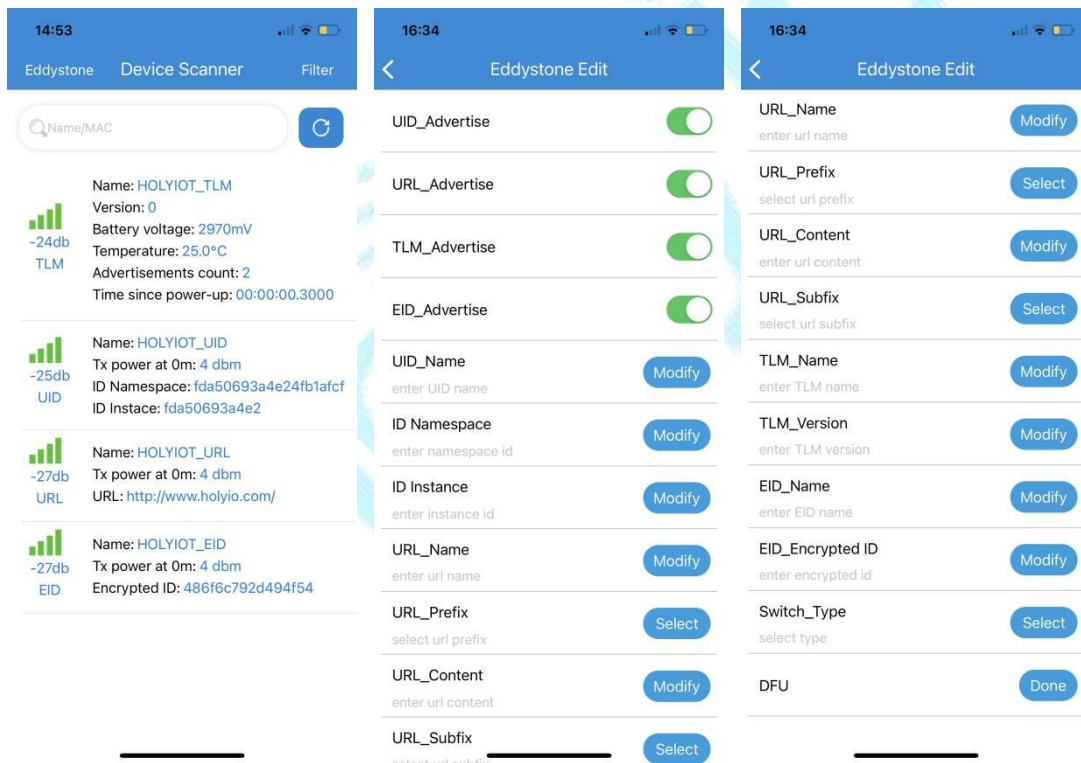 14:53
Eddystone Device Scanner Filter
Name/MAC
Name: HOLYIOT_TLM
Version: 0
Battery voltage: 2970mV
-24db
Temperature: 25.0°C
TLM
Advertisements count: 2
Time since power-up: 00:00:00.3000
Name: HOLYIOT_UID
Tx power at 0m: 4 dbm
-25db
ID Namespace: fda50693a4e24fb1afcf
UID
ID Instace: fda50693a4e2
Name: HOLYIOT_URL
-27db
Tx power at 0m: 4 dbm
URL
URL: http://www.holyio.com/
Name: HOLYIOT_EID
-27db
Tx power at 0m: 4 dbm
EID
Encrypted ID: 486f6c792d494f54
16:34
Eddystone Edit
UID_Advertise
URL_Advertise
TLM_Advertise
EID_Advertise
UID_Name
enter UID name
Modify
ID Namespace
enter namespace id
Modify
ID Instance
enter instance id
Modify
URL_Name
enter url name
Modify
URL_Prefix
select url prefix
Select
URL_Content
enter url content
Modify
URL_Subfix
select url subfix
Select
16:34
Eddystone Edit
URL_Name
enter url name
Modify
URL_Prefix
select url prefix
Select
URL_Content
enter url content
Modify
URL_Subfix
select url subfix
Select
TLM_Name
enter TLM name
Modify
TLM_Version
enter TLM version
Modify
EID_Name
enter EID name
Modify
EID_Encrypted ID
enter encrypted id
Modify
Switch_Type
select type
Select
DFU
Done